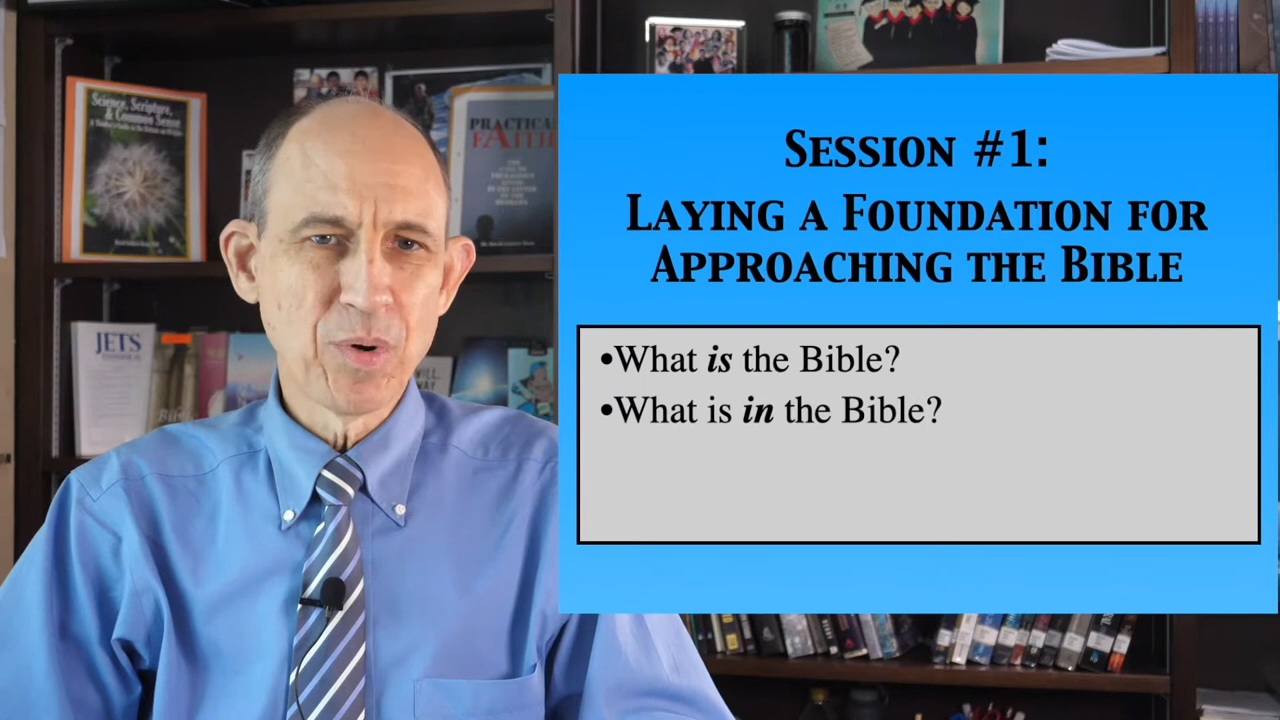 Science, Scripture,
& Common Sense
PRACTICAL
FAITH
JETS
SESSION #1:
LAYING A FOUNDATION FOR
APPROACHING THE BIBLE
•What is the Bible?
•What is in the Bible?